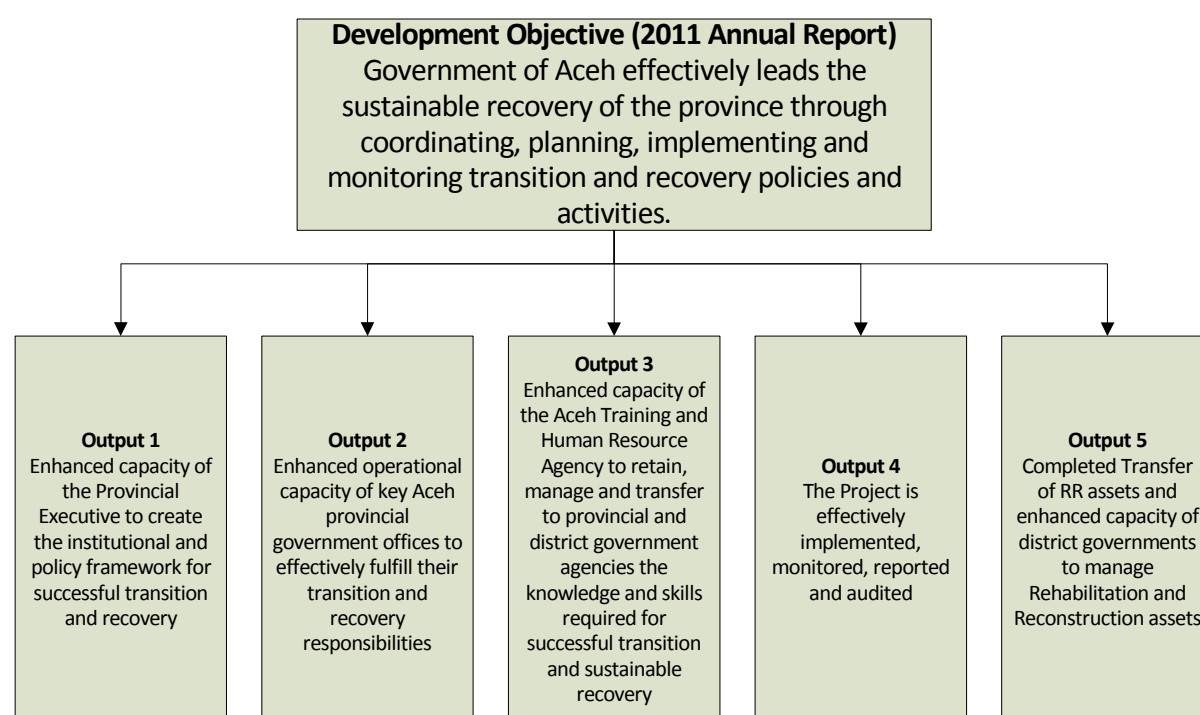 Development Objective (2011 Annual Report)
Government of Aceh effectively leads the
sustainable recovery of the province through
coordinating, planning, implementing and
monitoring transition and recovery policies and
activities.
Output 1
Enhanced capacity of
the Provincial
Executive to create
the institutional and
policy framework for
successful transition
and recovery
Output 2
Enhanced operational
capacity of key Aceh
provincial
government offices to
effectively fulfill their
transition and
recovery
responsibilities
Output 3
Enhanced capacity of
the Aceh Training and
Human Resource
Agency to retain,
manage and transfer
to provincial and
district government
agencies the
knowledge and skills
required for
successful transition
and sustainable
recovery
Output 4
The Project is
effectively
implemented,
monitored, reported
and audited
Output 5
Completed Transfer
of RR assets and
enhanced capacity of
district governments
to manage
Rehabilitation and
Reconstruction assets